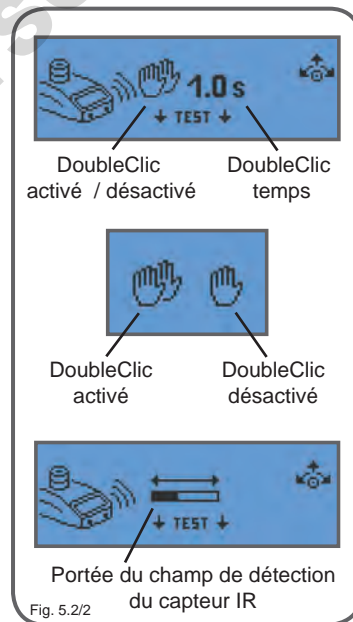 1.0 s
↓ TEST ↓
DoubleClic
activé / désactivé
DoubleClic
temps
DoubleClic
activé
DoubleClic
désactivé
↓ TEST ↓
Portée du champ de détection
du capteur IR
Fig. 5.2/2